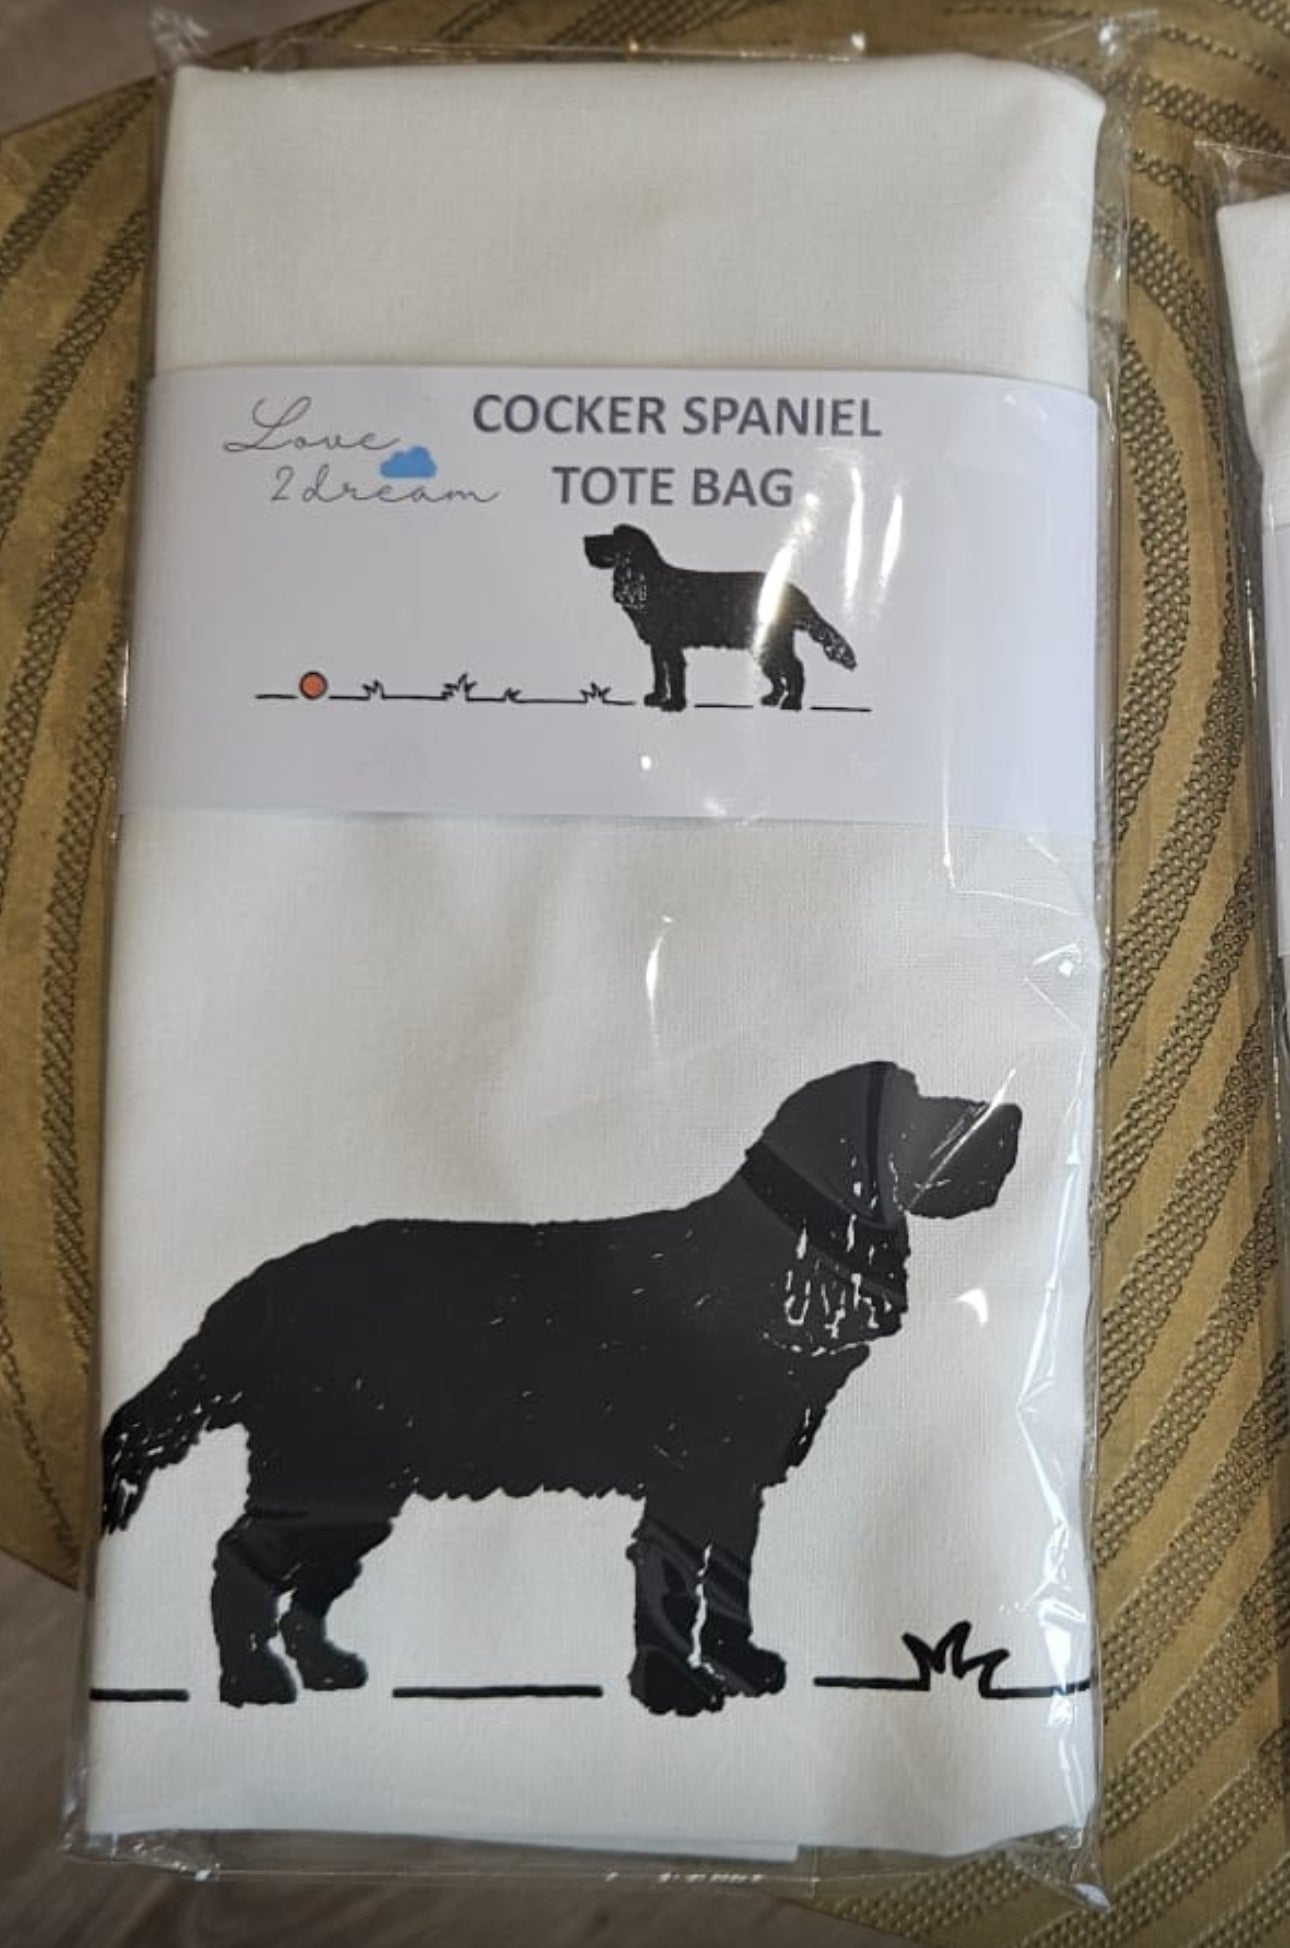 Love
2dream
COCKER SPANIEL
TOTE BAG